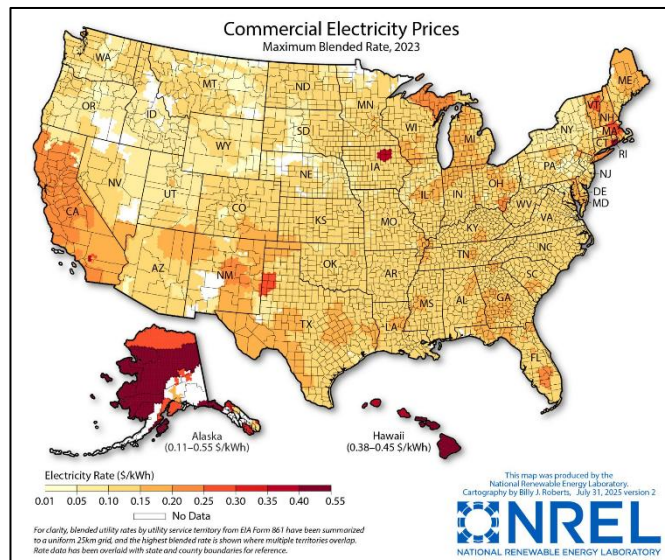 Commercial Electricity Prices
Maximum Blended Rate, 2023
WA
MT
ND
MN
ME
OR
ID
SD
WI
MI
NY
VT
NH
MA
CT
RI
WY
IA
NE
PA
NJ
NV
UT
CO
IL
IN
OH
DE
MD
WV
VA
CA
KS
MO
KY
AZ
NM
OK
AR
TN
NC
SC
TX
LA
MS
AL
GA
FL
Alaska
(0.11–0.55 $/kWh)
Hawaii
(0.38–0.45 $/kWh)
Electricity Rate ($/kWh)
0.01 0.05 0.10 0.15 0.20 0.25 0.30 0.35 0.40 0.55
No Data
For clarity, blended utility rates by utility service territory from EIA Form 861 have been summarized
to a uniform 25km grid, and the highest blended rate is shown where multiple territories overlap.
Rate data has been overlaid with state and county boundaries for reference.
This map was produced by the
National Renewable Energy Laboratory.
Cartography by Billy J. Roberts, July 31, 2025 version 2
NREL
NATIONAL RENEWABLE ENERGY LABORATORY